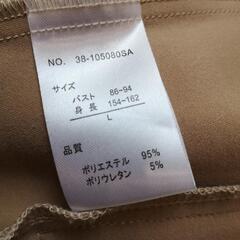 NO. 38-105080SA
サイズ
バスト 86-94
身長 154-162
L
品質
ポリエステル 95%
ポリウレタン 5%